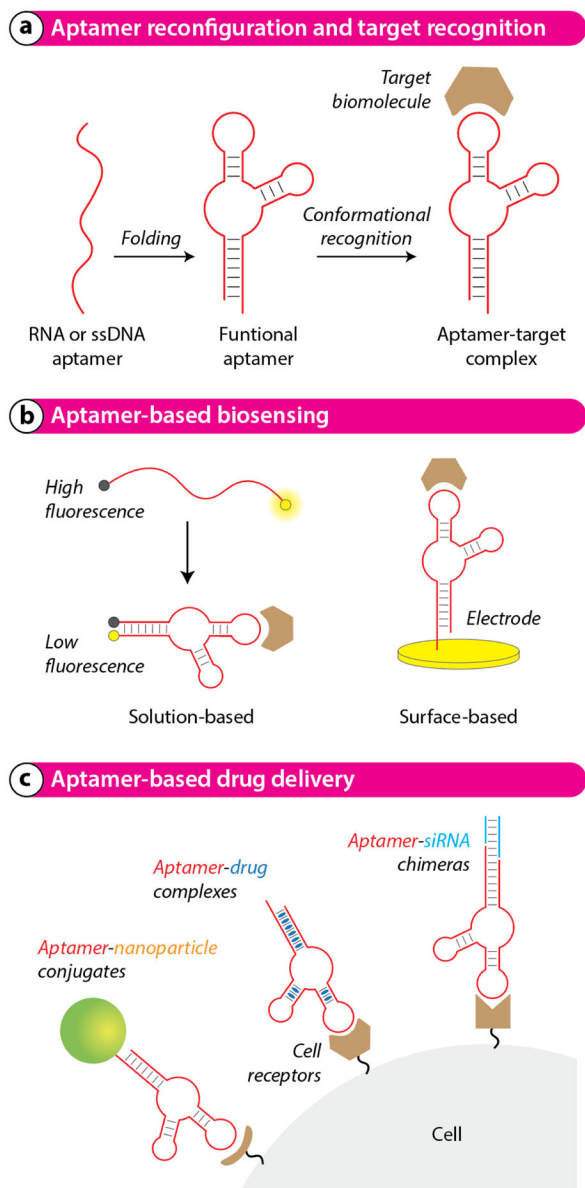 a Aptamer reconfiguration and target recognition
Target
biomolecule
Folding
Conformational
recognition
RNA or ssDNA
aptamer
Funtional
aptamer
Aptamer-target
complex
b Aptamer-based biosensing
High
fluorescence
Low
fluorescence
Electrode
Solution-based
Surface-based
c Aptamer-based drug delivery
Aptamer-siRNA
chimeras
Aptamer-drug
complexes
Aptamer-nanoparticle
conjugates
Cell
receptors
Cell